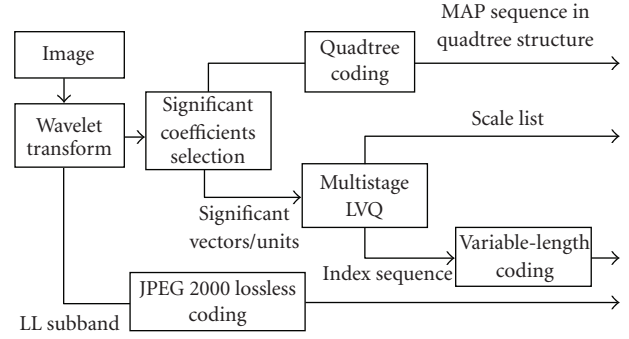 Image
Wavelet
transform
Significant
coefficients
selection
Quadtree
coding
MAP sequence in
quadtree structure
Scale list
Significant
vectors/units
Multistage
LVQ
Index sequence
Variable-length
coding
LL subband
JPEG 2000 lossless
coding